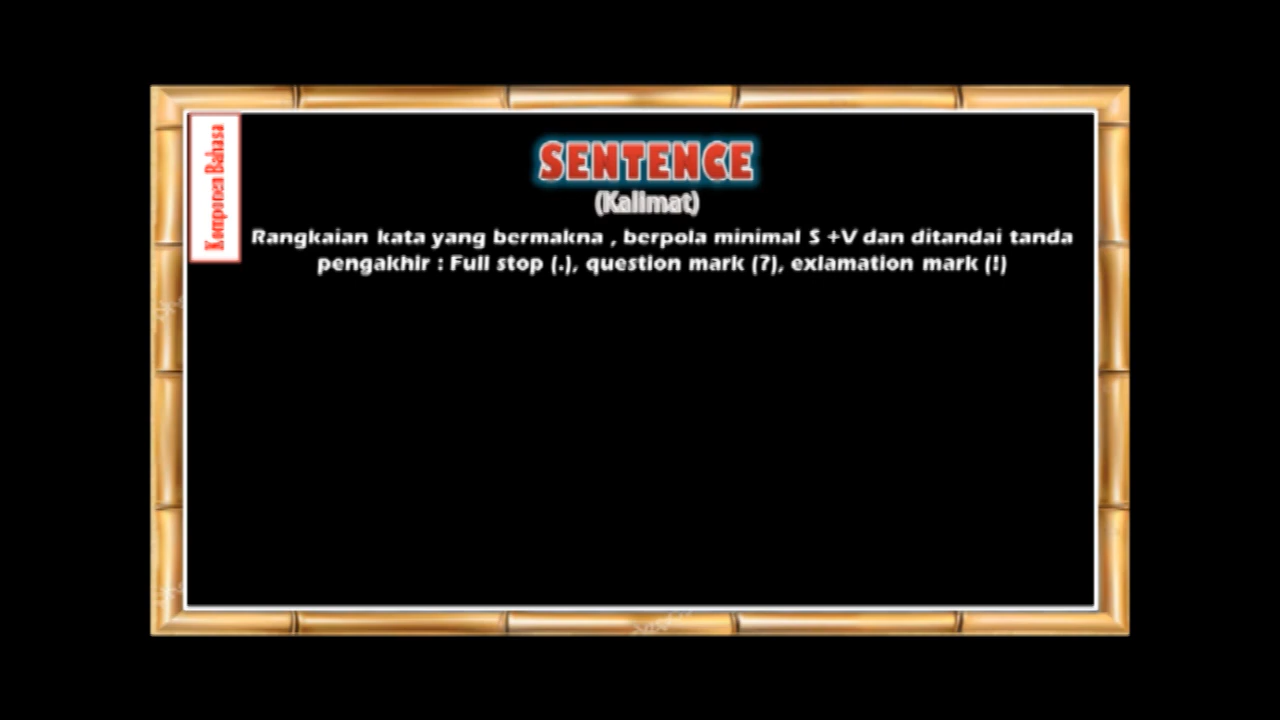 Komponen Bahasa
SENTENCE
(Kalimat)
Rangkaian kata yang bermakna , berpola minimal S +V dan ditandai tanda
pengakhir : Full stop (.), question mark (?), exlamation mark (!)